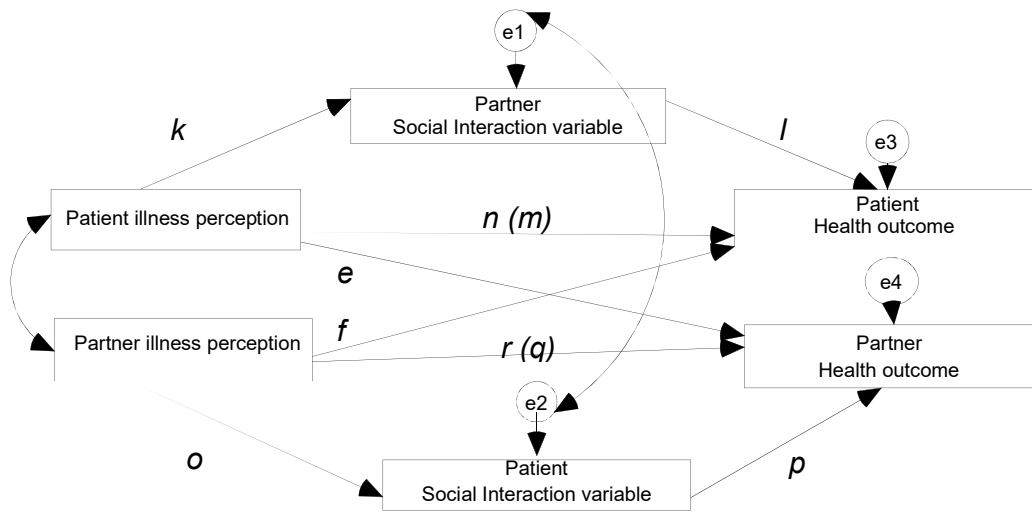 e1
Partner
Social Interaction variable
k
l
e3
Patient illness perception
n (m)
Patient
Health outcome
e
e4
f
Partner illness perception
r (q)
Partner
Health outcome
e2
o
Patient
Social Interaction variable
p